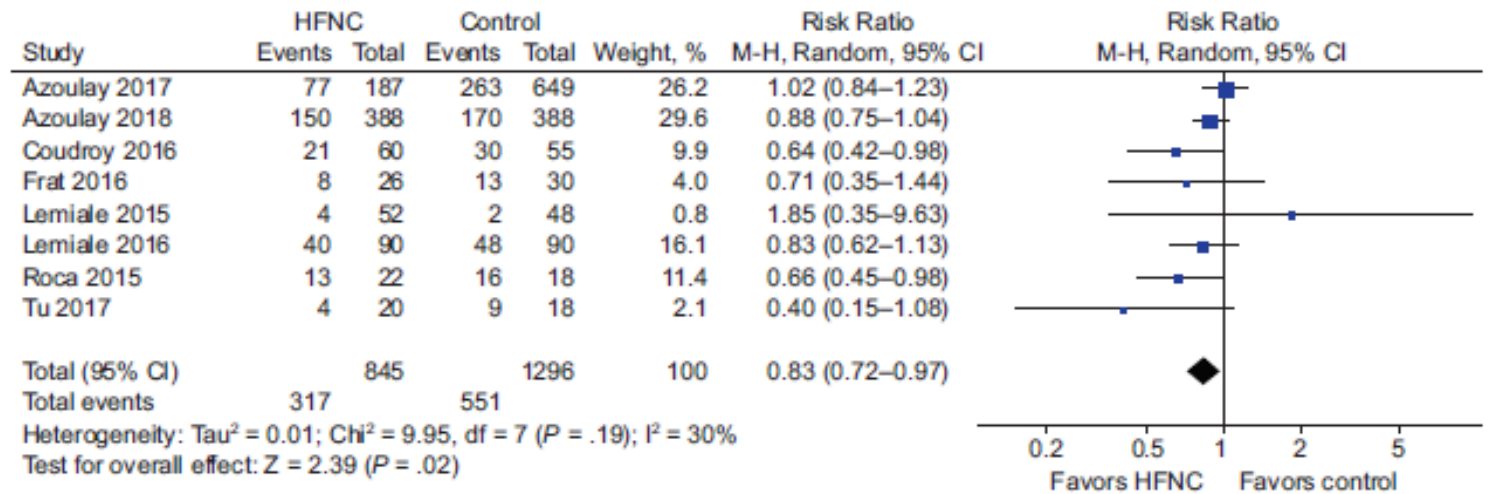 HFNC Control Risk Ratio Risk Ratio
Study Events Total Events Total Weight, % M-H, Random, 95% CI M-H, Random, 95% CI
Azoulay 2017 77 187 263 649 26.2 1.02 (0.84–1.23)
Azoulay 2018 150 388 170 388 29.6 0.88 (0.75–1.04)
Coudroy 2016 21 60 30 55 9.9 0.64 (0.42–0.98)
Frat 2016 8 26 13 30 4.0 0.71 (0.35–1.44)
Lemiale 2015 4 52 2 48 0.8 1.85 (0.35–9.63)
Lemiale 2016 40 90 48 90 16.1 0.83 (0.62–1.13)
Roca 2015 13 22 16 18 11.4 0.66 (0.45–0.98)
Tu 2017 4 20 9 18 2.1 0.40 (0.15–1.08)
Total (95% CI) 845 1296 100 0.83 (0.72–0.97)
Total events 317 551
Heterogeneity: Tau² = 0.01; Chi² = 9.95, df = 7 (P = .19); I² = 30%
Test for overall effect: Z = 2.39 (P = .02)
0.2 0.5 1 2 5
Favors HFNC Favors control